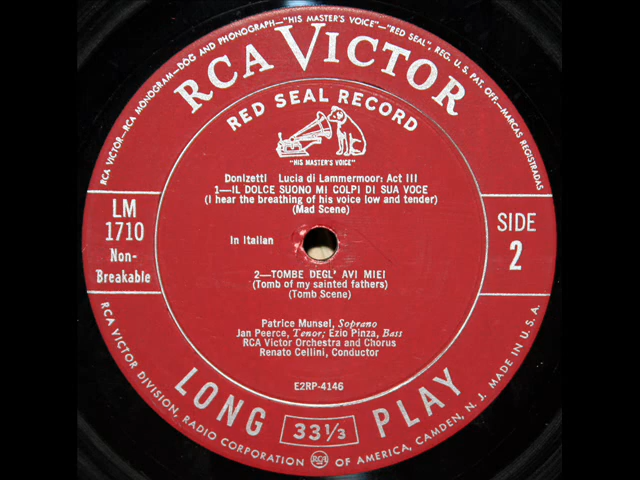 RCA VICTOR—RCA MONOGRAM—DOG AND PHONOGRAPH—"HIS MASTER'S VOICE"—"RED SEAL", REG. U.S. PAT. OFF.—MARCAS REGISTRADAS
RCA VICTOR
RED SEAL RECORD
"HIS MASTER'S VOICE"
Donizetti Lucia di Lammermoor: Act III
1—IL DOLCE SUONO MI COLPI DI SUA VOCE
(I hear the breathing of his voice low and tender)
(Mad Scene)
LM
1710
Non-
Breakable
In Italian
SIDE
2
2—TOMBE DEGL' AVI MIEI
(Tomb of my sainted fathers)
(Tomb Scene)
Patrice Munsel, Soprano
Jan Peerce, Tenor; Ezio Pinza, Bass
RCA Victor Orchestra and Chorus
Renato Cellini, Conductor
E2RP-4146
LONG 33 1/3 PLAY
RCA VICTOR DIVISION, RADIO CORPORATION RCA OF AMERICA, CAMDEN, N. J. MADE IN U.S.A.